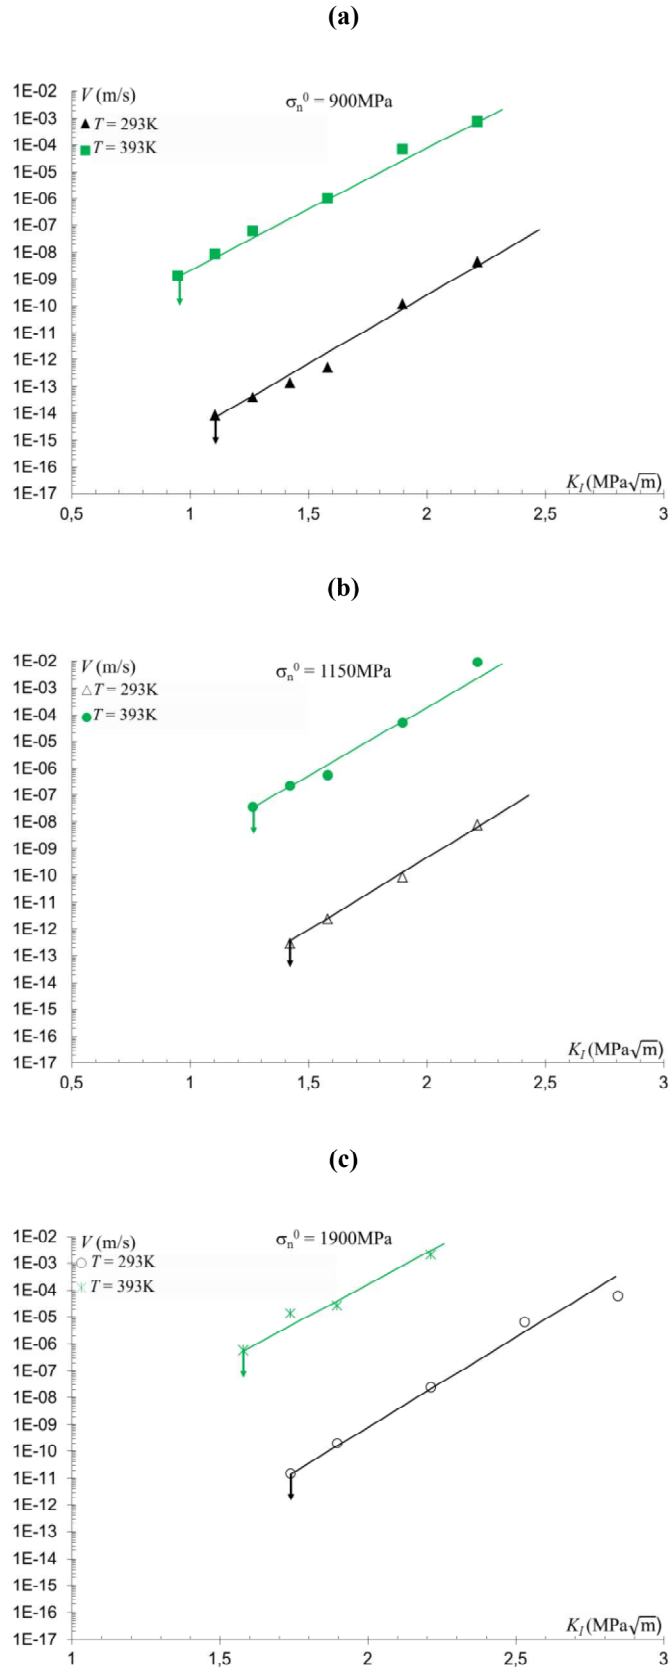 (a)
V (m/s)
σₙ⁰ = 900MPa
▲ T = 293K
■ T = 393K
1E-02
1E-03
1E-04
1E-05
1E-06
1E-07
1E-08
1E-09
1E-10
1E-11
1E-12
1E-13
1E-14
1E-15
1E-16
1E-17
K_I (MPa√m)
0,5 1 1,5 2 2,5 3
(b)
V (m/s)
σₙ⁰ = 1150MPa
△ T = 293K
● T = 393K
1E-02
1E-03
1E-04
1E-05
1E-06
1E-07
1E-08
1E-09
1E-10
1E-11
1E-12
1E-13
1E-14
1E-15
1E-16
1E-17
K_I (MPa√m)
0,5 1 1,5 2 2,5 3
(c)
V (m/s)
σₙ⁰ = 1900MPa
○ T = 293K
✳ T = 393K
1E-02
1E-03
1E-04
1E-05
1E-06
1E-07
1E-08
1E-09
1E-10
1E-11
1E-12
1E-13
1E-14
1E-15
1E-16
1E-17
K_I (MPa√m)
1 1,5 2 2,5 3